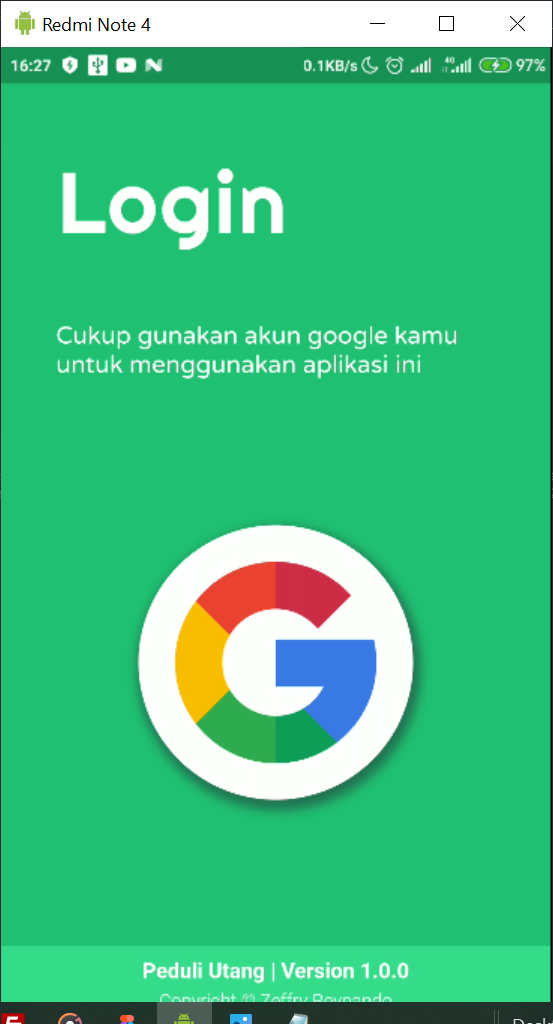 Redmi Note 4
16:27 0.1KB/s 4G 97%
Login
Cukup gunakan akun google kamu
untuk menggunakan aplikasi ini
Peduli Utang | Version 1.0.0
Copyright © Zeffry Reynando